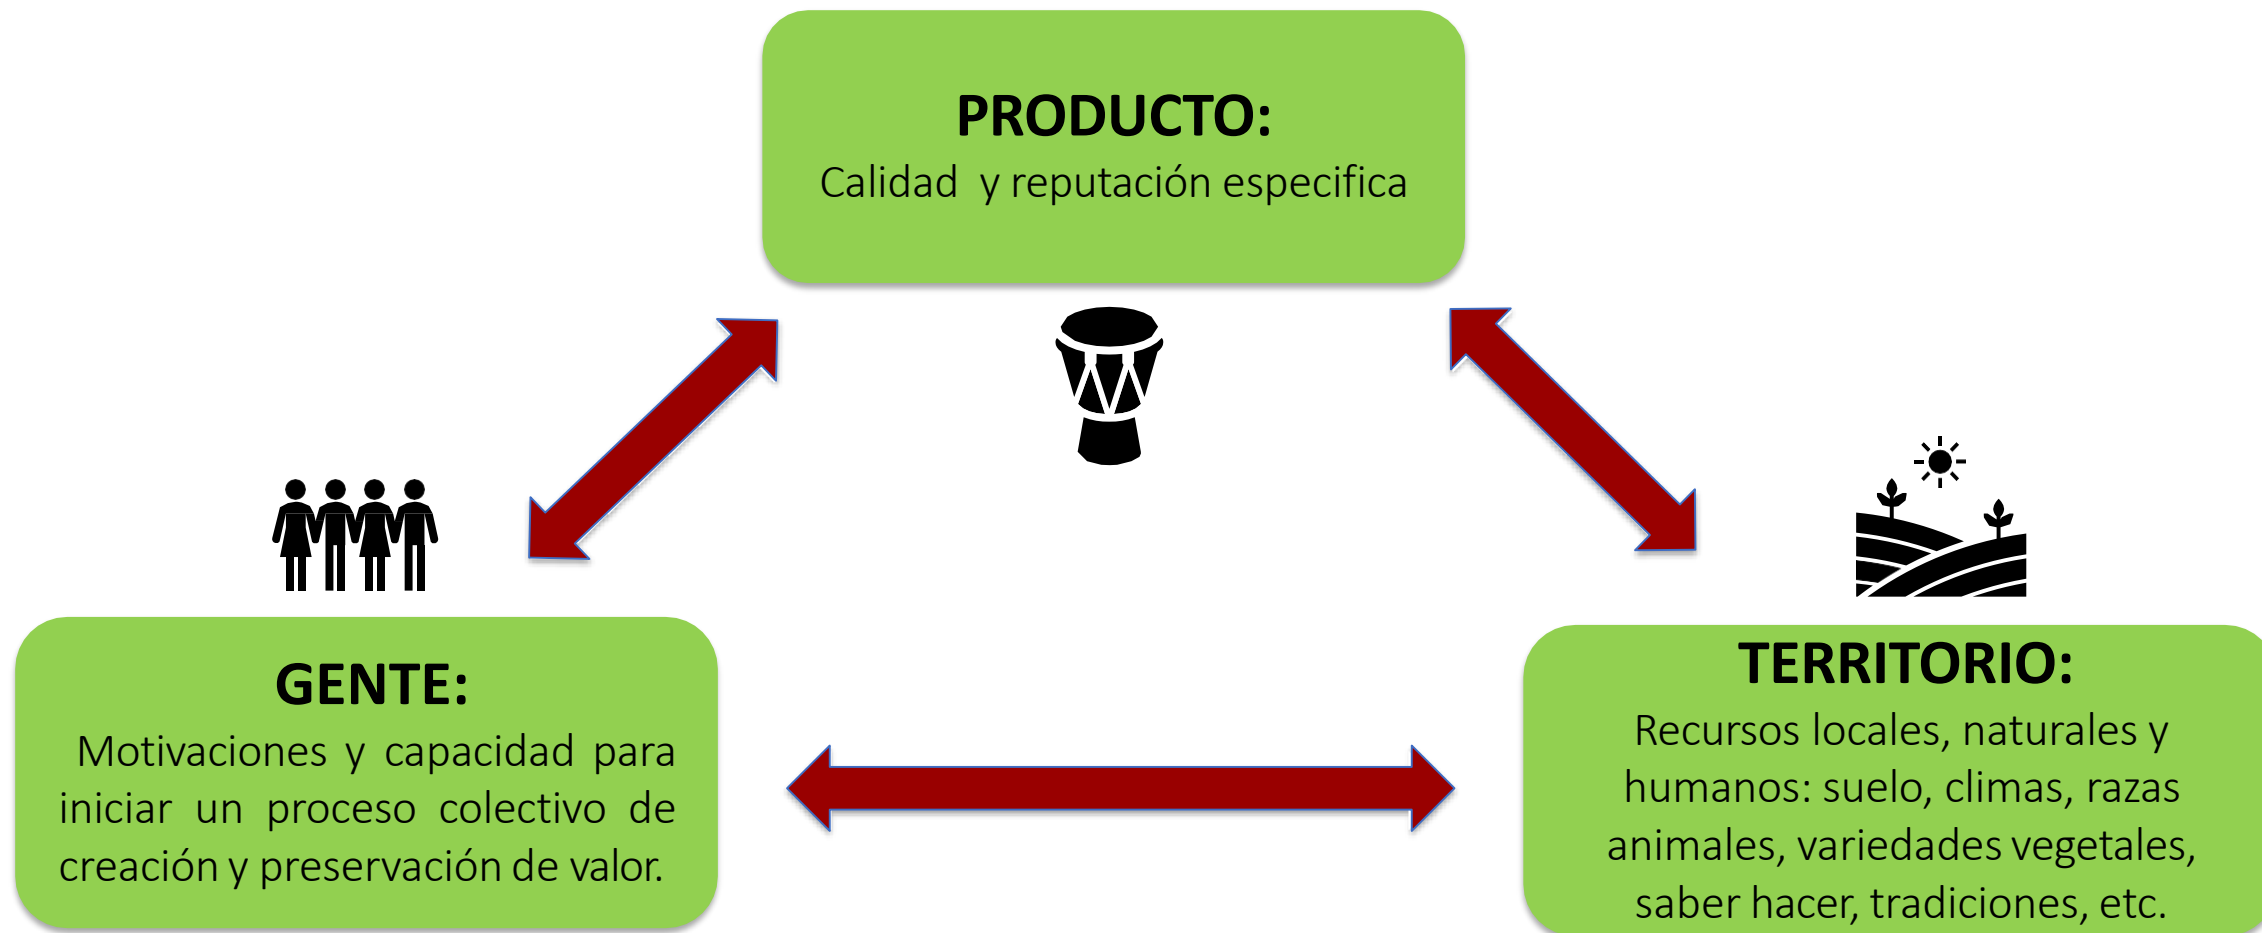 PRODUCTO:
Calidad y reputación especifica
GENTE:
Motivaciones y capacidad para
iniciar un proceso colectivo de
creación y preservación de valor.
TERRITORIO:
Recursos locales, naturales y
humanos: suelo, climas, razas
animales, variedades vegetales,
saber hacer, tradiciones, etc.